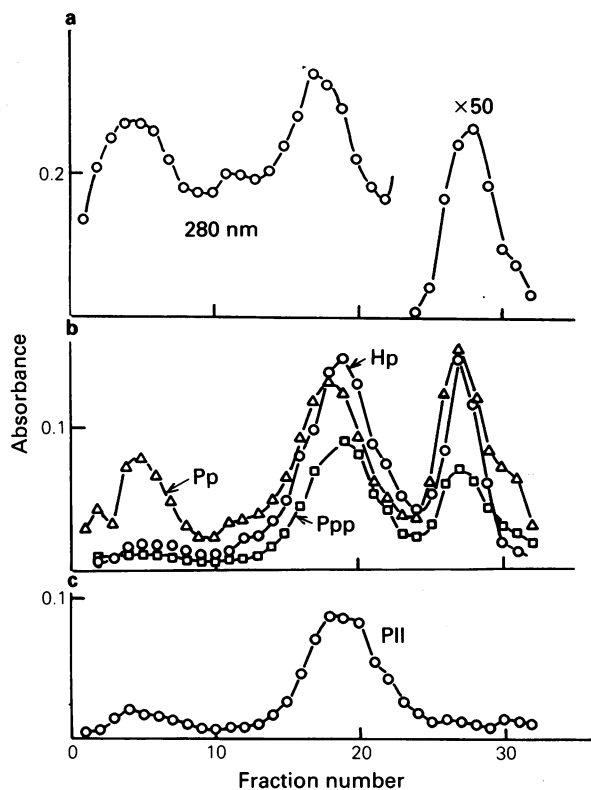 a
×50
0.2
280 nm
b
Hp
0.1
Pp
Ppp
Absorbance
c
0.1
PII
0 10 20 30
Fraction number